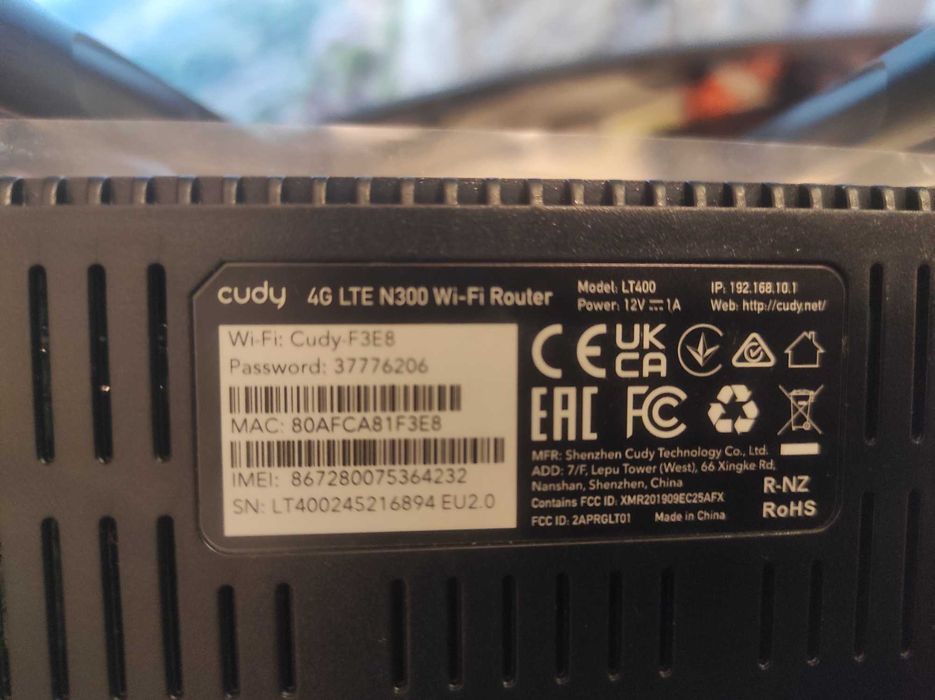 cudy 4G LTE N300 Wi-Fi Router
Model: LT400
Power: 12V ⎓ 1A
IP: 192.168.10.1
Web: http://cudy.net/
Wi-Fi: Cudy-F3E8
Password: 37776206
MAC: 80AFCA81F3E8
IMEI: 867280075364232
SN: LT400245216894 EU2.0
CE UK CA
EAC FC
MFR: Shenzhen Cudy Technology Co., Ltd.
ADD: 7/F, Lepu Tower (West), 66 Xingke Rd,
Nanshan, Shenzhen, China
Contains FCC ID: XMR201909EC25AFX
FCC ID: 2APRGLT01 Made in China
R-NZ
RoHS